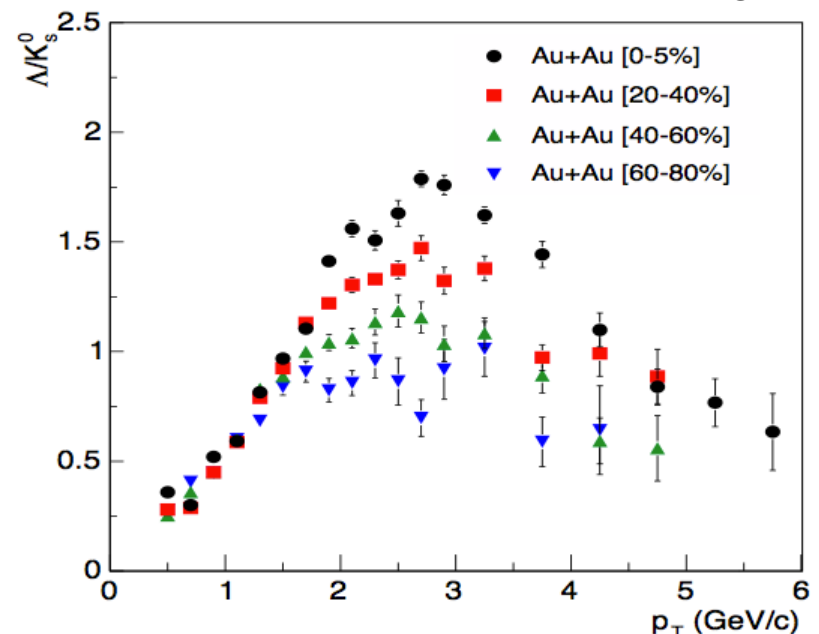 2.5
Λ/K⁰ₛ
Au+Au [0-5%]
Au+Au [20-40%]
2
Au+Au [40-60%]
Au+Au [60-80%]
1.5
1
0.5
0
0 1 2 3 4 5 6
p_T (GeV/c)